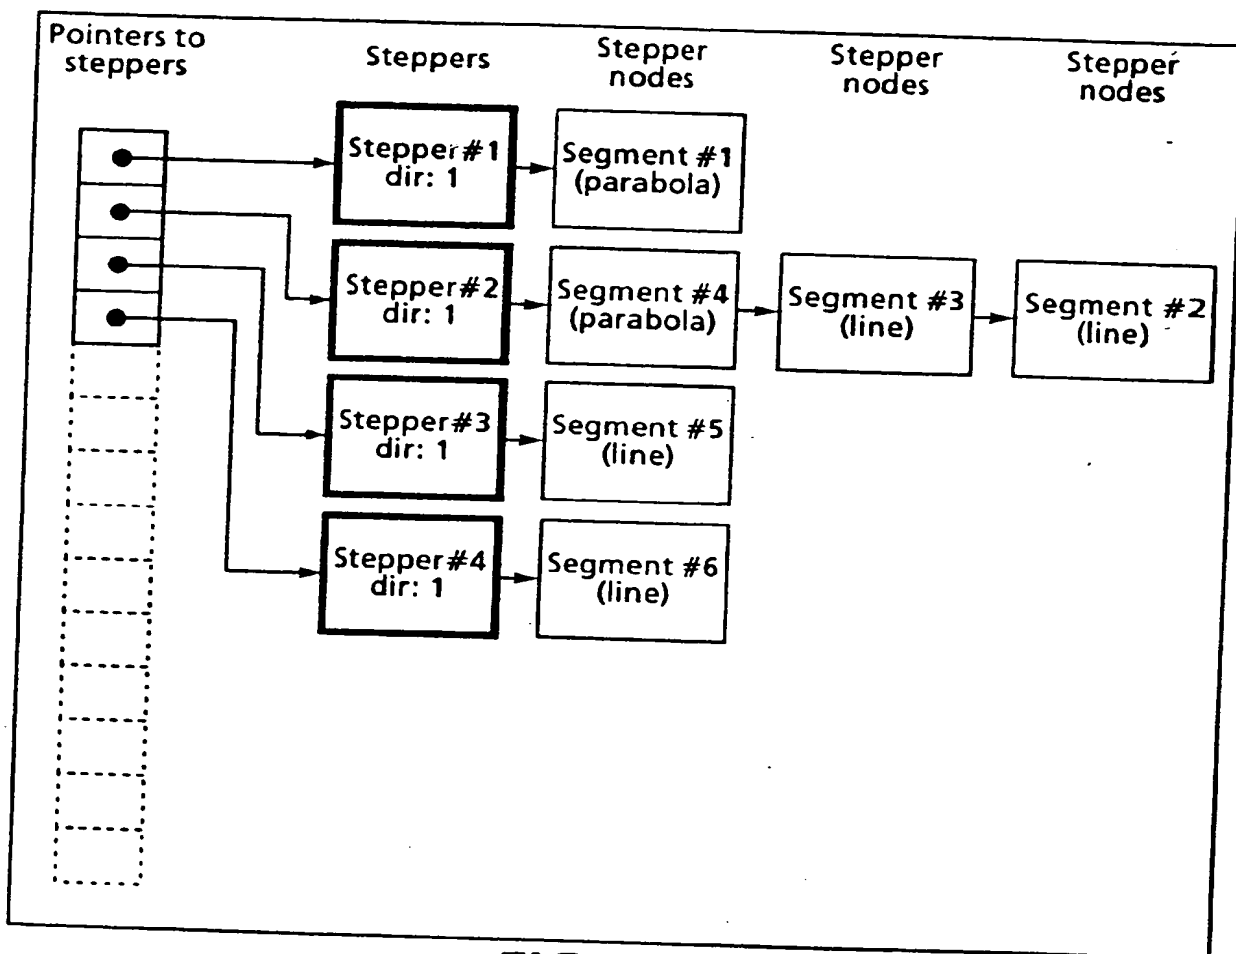 Pointers to
steppers
Steppers
Stepper
nodes
Stepper
nodes
Stepper
nodes
Stepper#1
dir: 1
Segment #1
(parabola)
Stepper#2
dir: 1
Segment #4
(parabola)
Segment #3
(line)
Segment #2
(line)
Stepper#3
dir: 1
Segment #5
(line)
Stepper#4
dir: 1
Segment #6
(line)